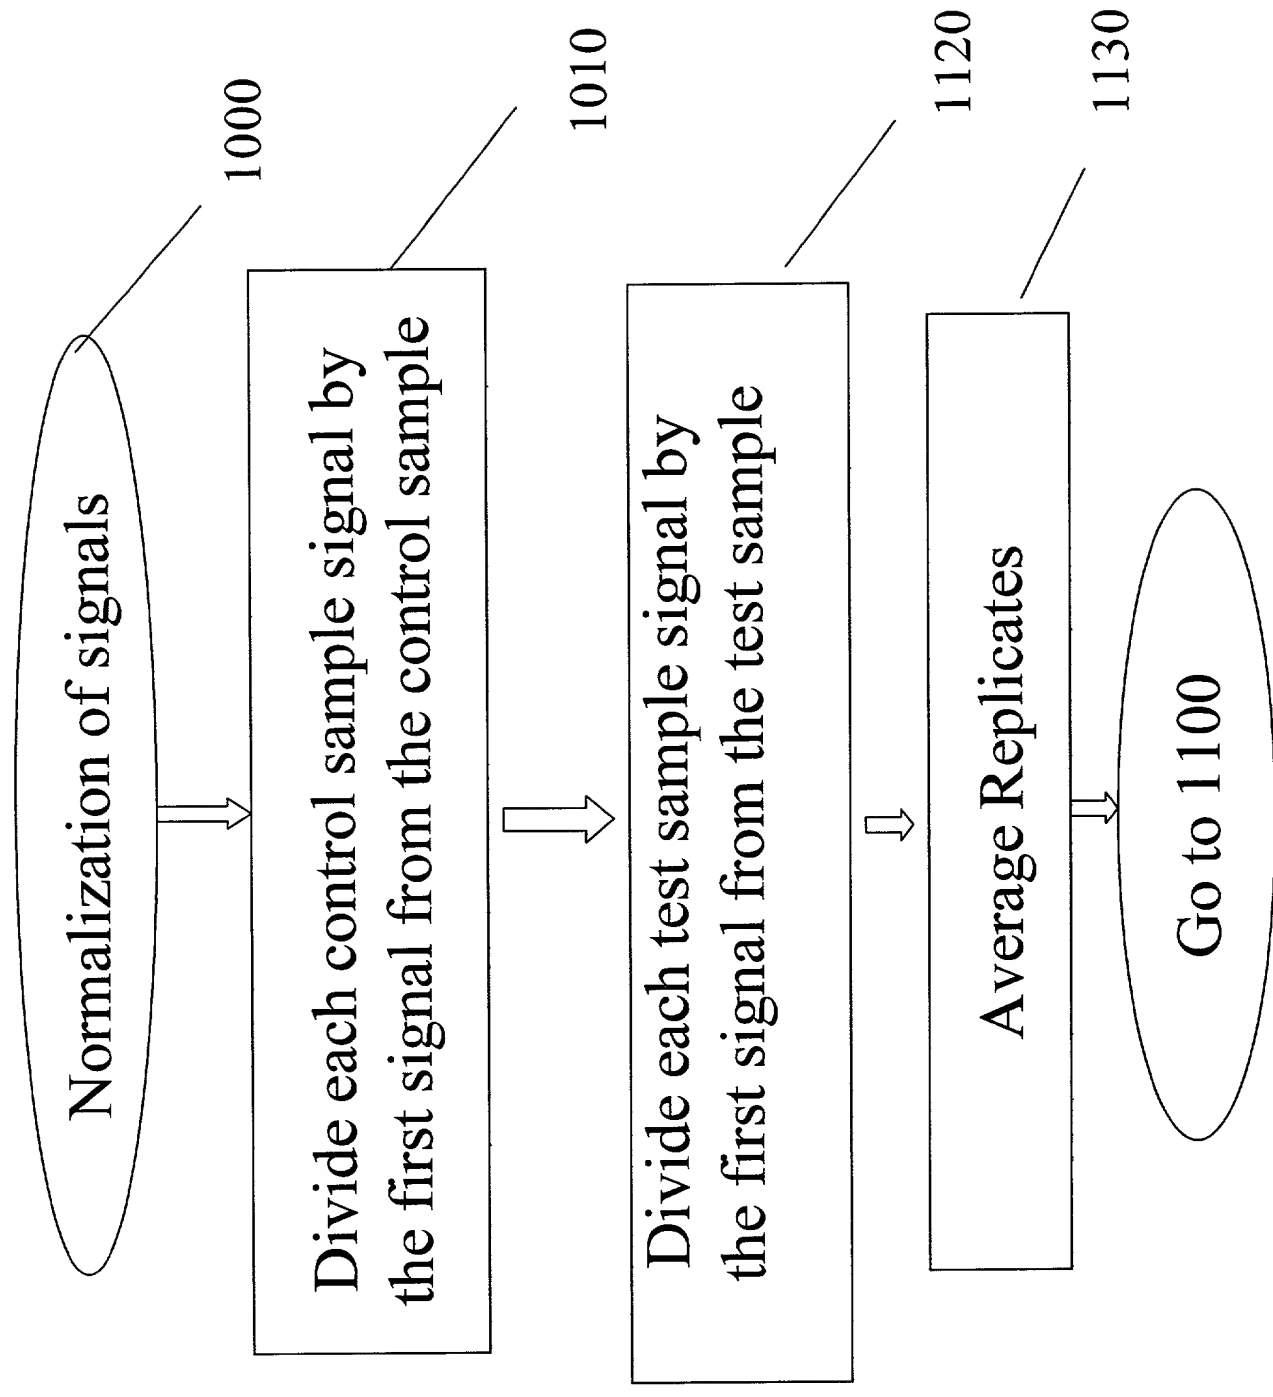 Normalization of signals
1000
Divide each control sample signal by
the first signal from the control sample
1010
Divide each test sample signal by
the first signal from the test sample
1120
Average Replicates
1130
Go to 1100